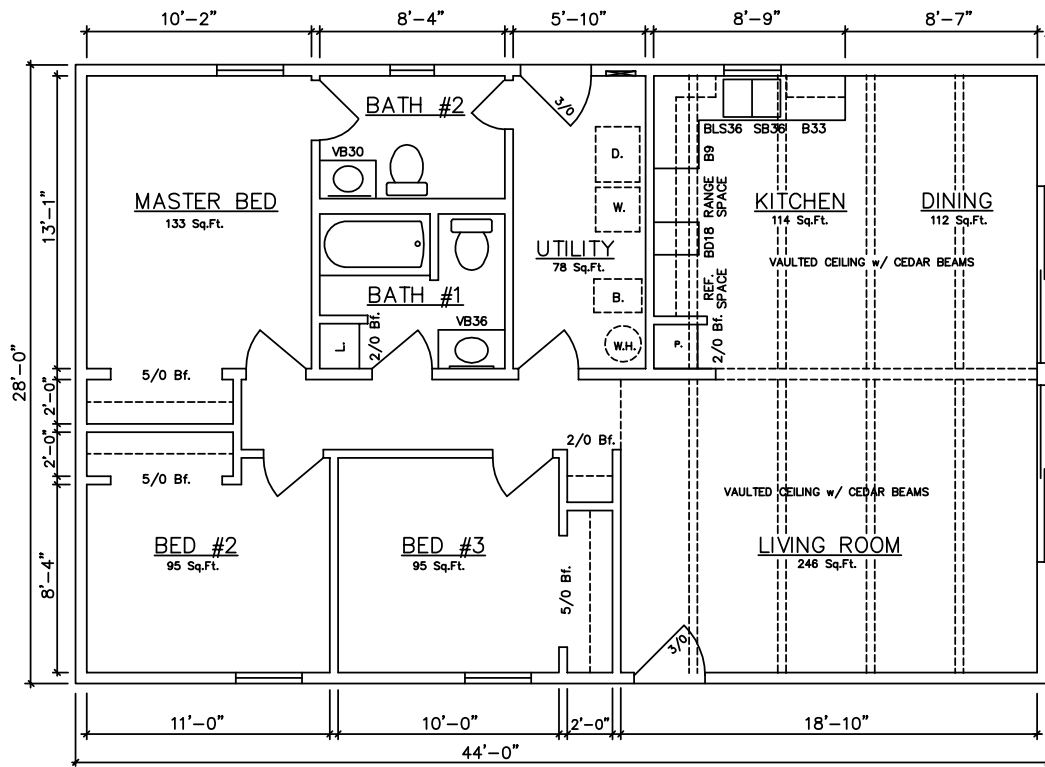 10'-2" 8'-4" 5'-10" 8'-9" 8'-7"
BATH #2
3/0
BLS36 SB36 B33
VB30
D.
B9
MASTER BED
133 Sq.Ft.
W.
RANGE
SPACE
KITCHEN
114 Sq.Ft.
DINING
112 Sq.Ft.
13'-1"
UTILITY
78 Sq.Ft.
BD18
VAULTED CEILING w/ CEDAR BEAMS
BATH #1
B.
REF.
SPACE
VB36
L.
2/0 Bf.
W.H.
P.
2/0 Bf.
28'-0"
5/0 Bf.
2'-0"
2'-0"
2/0 Bf.
5/0 Bf.
VAULTED CEILING w/ CEDAR BEAMS
BED #2
95 Sq.Ft.
BED #3
95 Sq.Ft.
LIVING ROOM
246 Sq.Ft.
8'-4"
5/0 Bf.
3/0
11'-0" 10'-0" 2'-0" 18'-10"
44'-0"